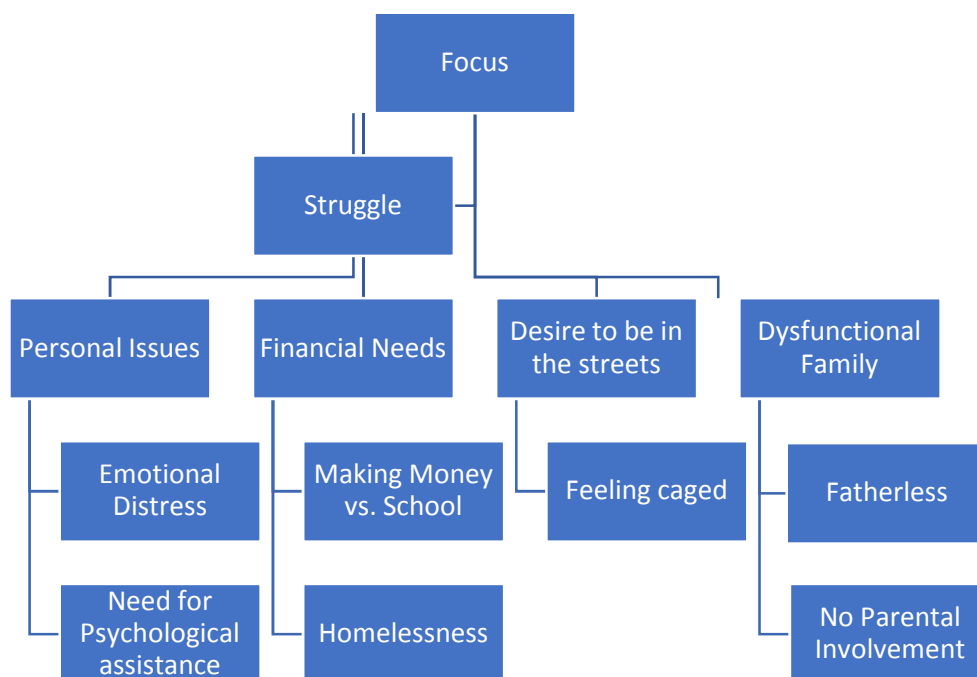 Focus
Struggle
Personal Issues
Financial Needs
Desire to be in
the streets
Dysfunctional
Family
Emotional
Distress
Making Money
vs. School
Feeling caged
Fatherless
Need for
Psychological
assistance
Homelessness
No Parental
Involvement